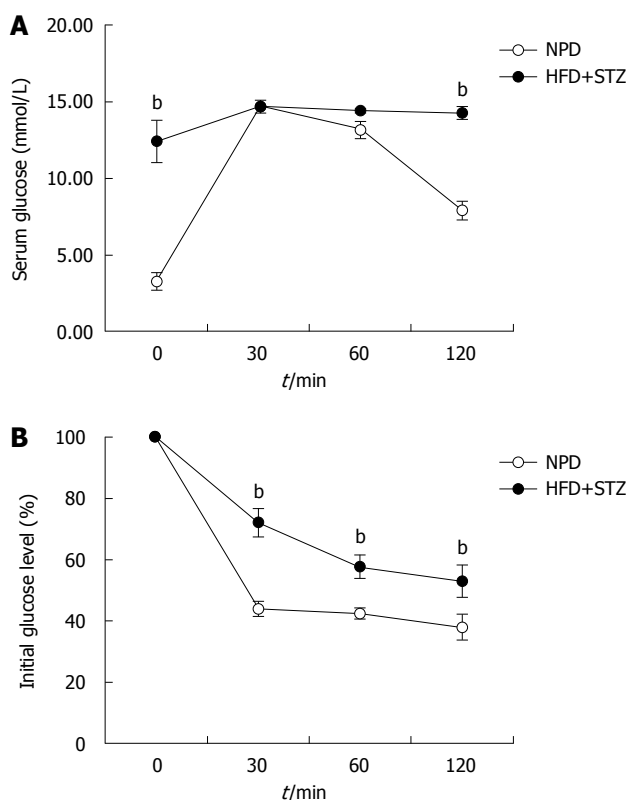 A
20.00
15.00
10.00
5.00
0.00
Serum glucose (mmol/L)
b
b
NPD
HFD+STZ
0 30 60 120
t/min
B
100
80
60
40
20
0
Initial glucose level (%)
b
b
b
NPD
HFD+STZ
0 30 60 120
t/min